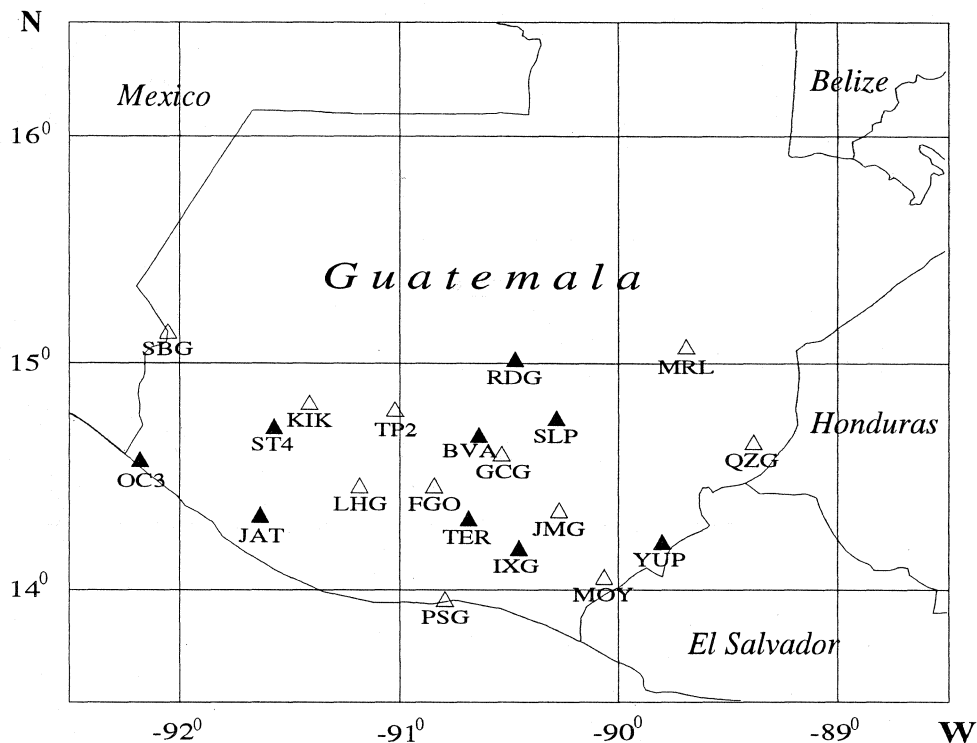 N
Mexico
Belize
16⁰
Guatemala
SBG
15⁰
RDG
MRL
KIK
TP2
ST4
SLP
BVA
Honduras
GCG
QZG
OC3
LHG
FGO
JAT
TER
JMG
IXG
YUP
14⁰
MOY
PSG
El Salvador
-92⁰ -91⁰ -90⁰ -89⁰ W